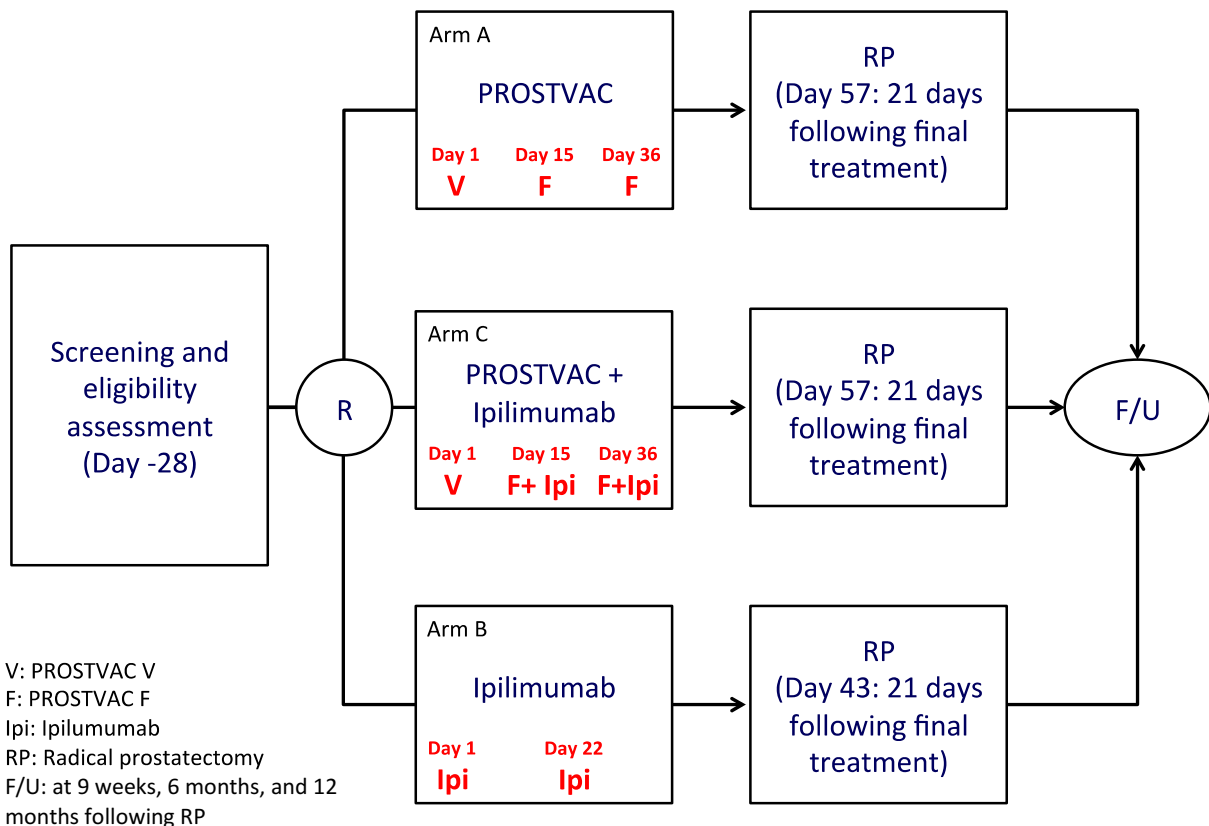 Screening and
eligibility
assessment
(Day -28)
R
Arm A
PROSTVAC
Day 1 Day 15 Day 36
V F F
RP
(Day 57: 21 days
following final
treatment)
Arm C
PROSTVAC +
Ipilimumab
Day 1 Day 15 Day 36
V F+ Ipi F+Ipi
RP
(Day 57: 21 days
following final
treatment)
Arm B
Ipilimumab
Day 1 Day 22
Ipi Ipi
RP
(Day 43: 21 days
following final
treatment)
F/U
V: PROSTVAC V
F: PROSTVAC F
Ipi: Ipilumumab
RP: Radical prostatectomy
F/U: at 9 weeks, 6 months, and 12
months following RP